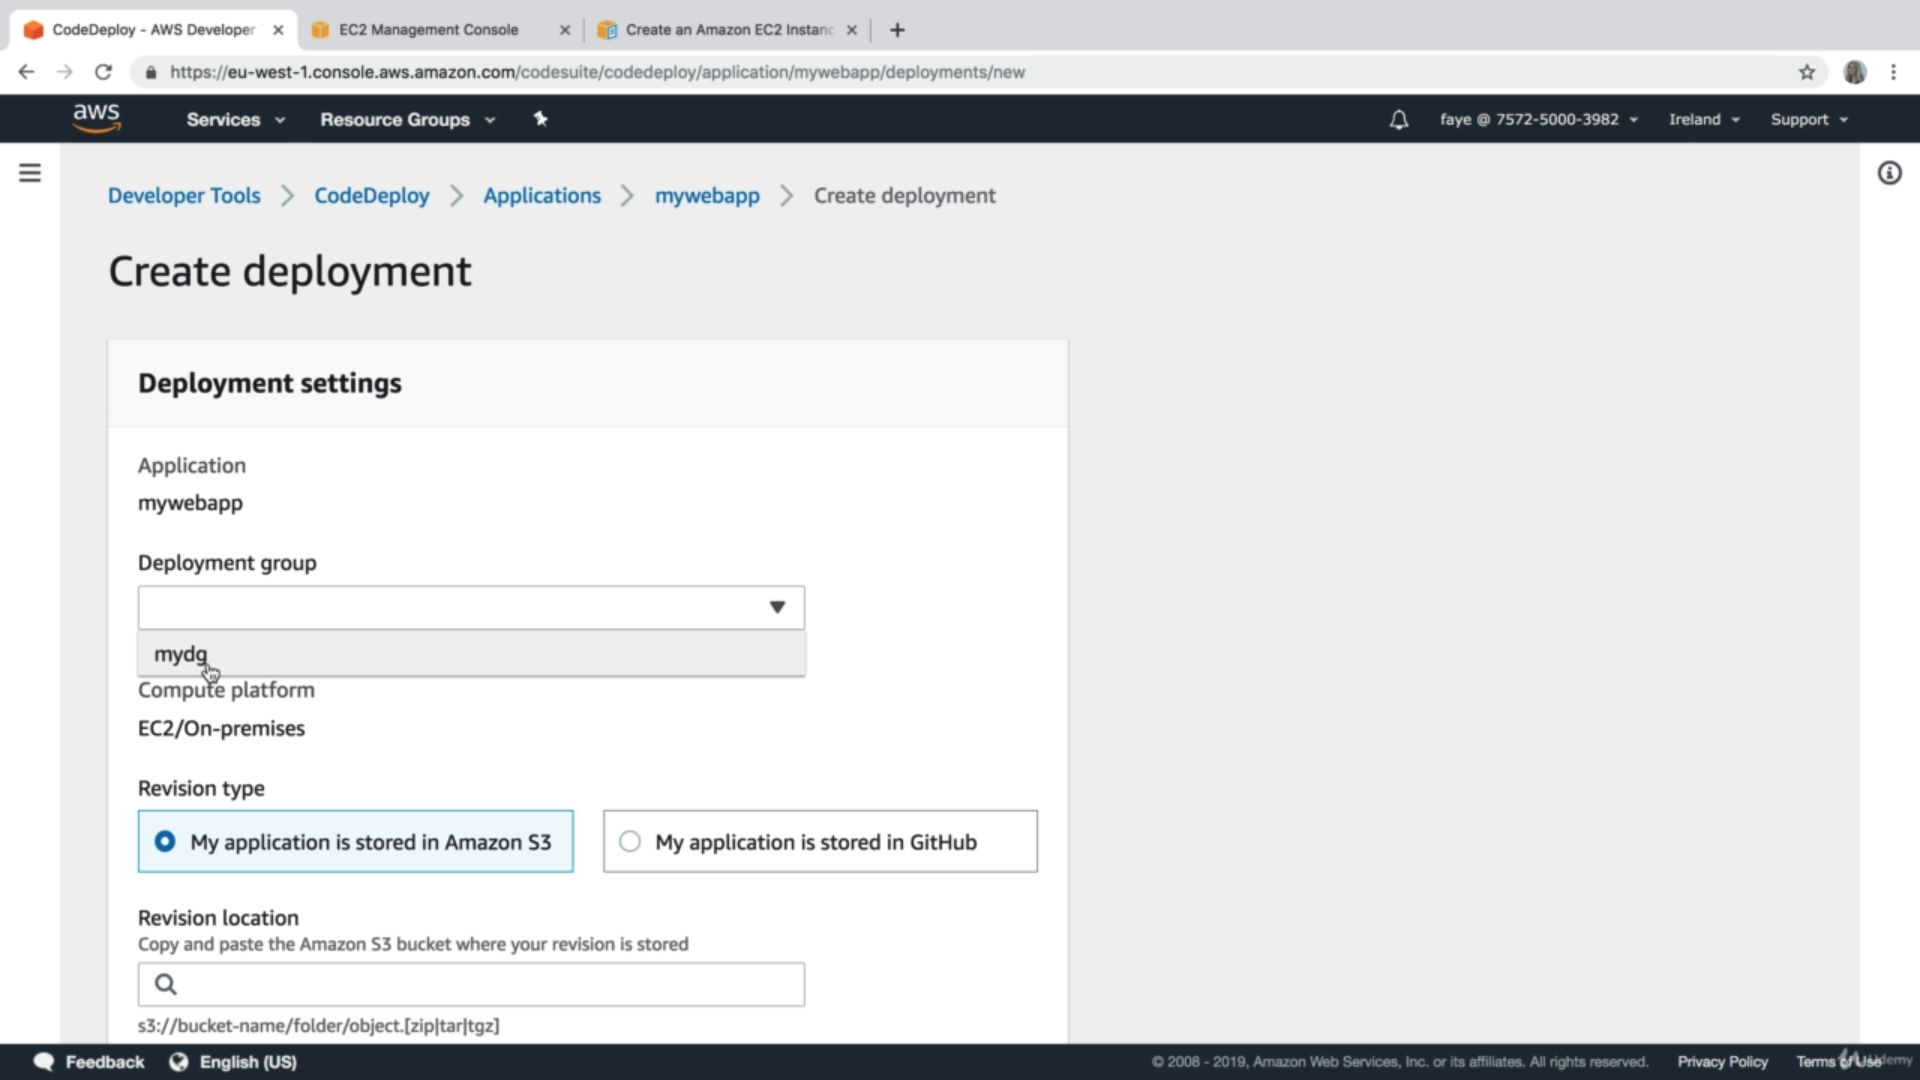 CodeDeploy - AWS Developer
EC2 Management Console
Create an Amazon EC2 Instanc
https://eu-west-1.console.aws.amazon.com/codesuite/codedeploy/application/mywebapp/deployments/new
aws
Services
Resource Groups
faye @ 7572-5000-3982
Ireland
Support
Developer Tools
CodeDeploy
Applications
mywebapp
Create deployment
Create deployment
Deployment settings
Application
mywebapp
Deployment group
mydg
Compute platform
EC2/On-premises
Revision type
My application is stored in Amazon S3
My application is stored in GitHub
Revision location
Copy and paste the Amazon S3 bucket where your revision is stored
s3://bucket-name/folder/object.[zip|tar|tgz]
Feedback
English (US)
© 2008 - 2019, Amazon Web Services, Inc. or its affiliates. All rights reserved.
Privacy Policy
Terms of Use